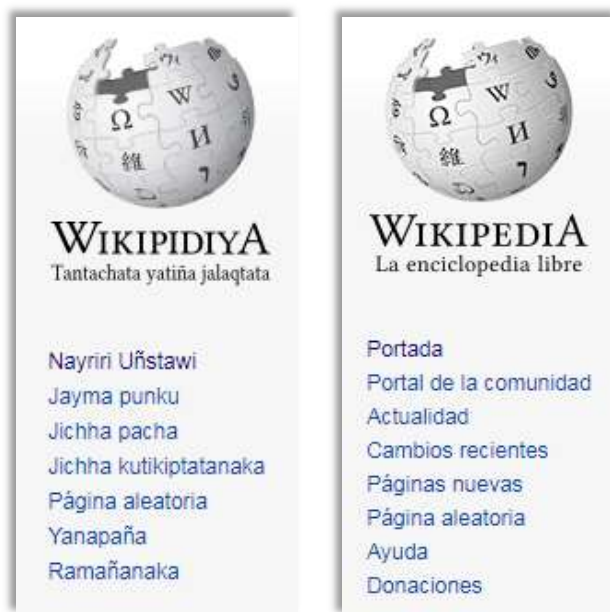 WIKIPIDIYA
Tantachata yatiña jalaqtata
Nayriri Uñstawi
Jayma punku
Jichha pacha
Jichha kutikiptatanaka
Página aleatoria
Yanapaña
Ramañanaka
WIKIPEDIA
La enciclopedia libre
Portada
Portal de la comunidad
Actualidad
Cambios recientes
Páginas nuevas
Página aleatoria
Ayuda
Donaciones